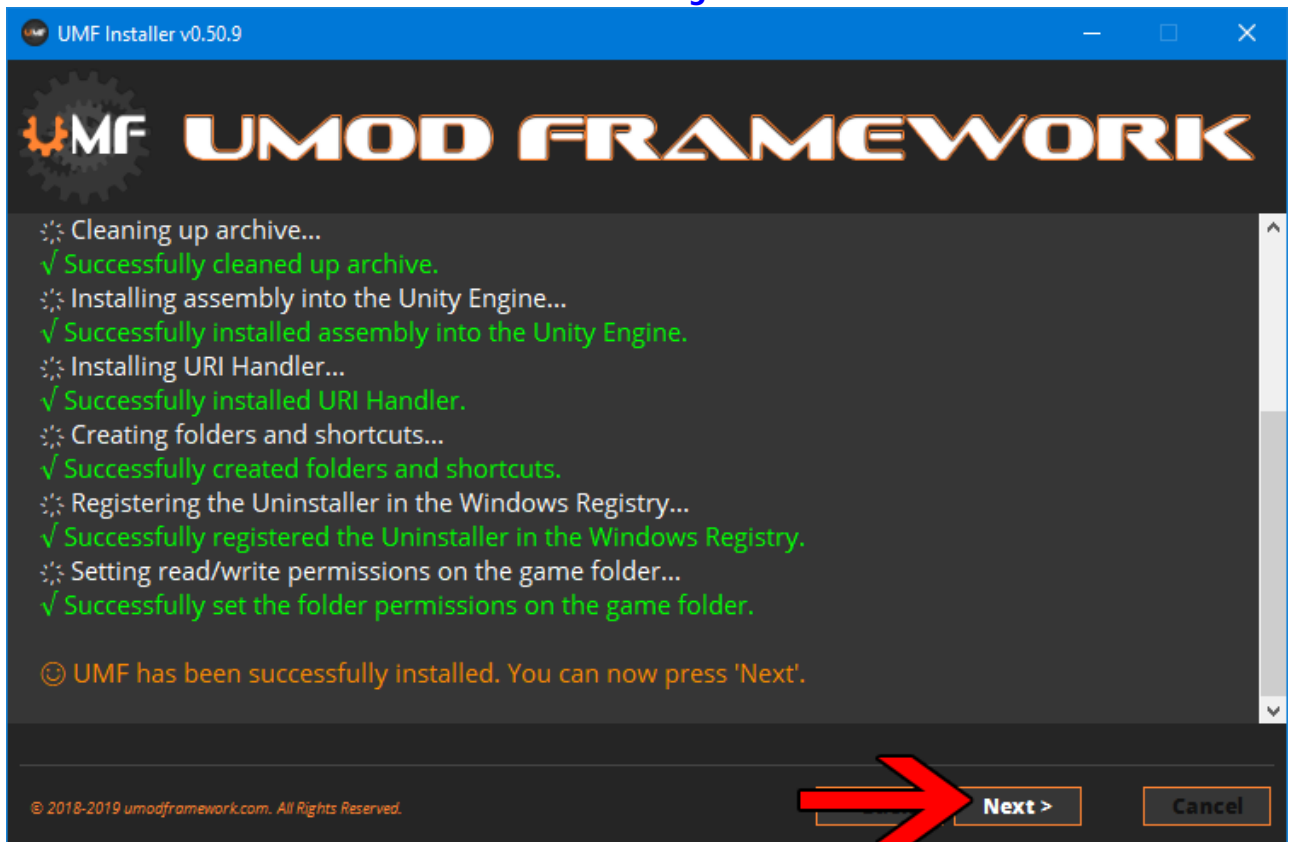 UMF Installer v0.50.9
UMF UMOD FRAMEWORK
Cleaning up archive...
√ Successfully cleaned up archive.
Installing assembly into the Unity Engine...
√ Successfully installed assembly into the Unity Engine.
Installing URI Handler...
√ Successfully installed URI Handler.
Creating folders and shortcuts...
√ Successfully created folders and shortcuts.
Registering the Uninstaller in the Windows Registry...
√ Successfully registered the Uninstaller in the Windows Registry.
Setting read/write permissions on the game folder...
√ Successfully set the folder permissions on the game folder.
☺ UMF has been successfully installed. You can now press 'Next'.
© 2018-2019 umodframework.com. All Rights Reserved.
Next >
Cancel